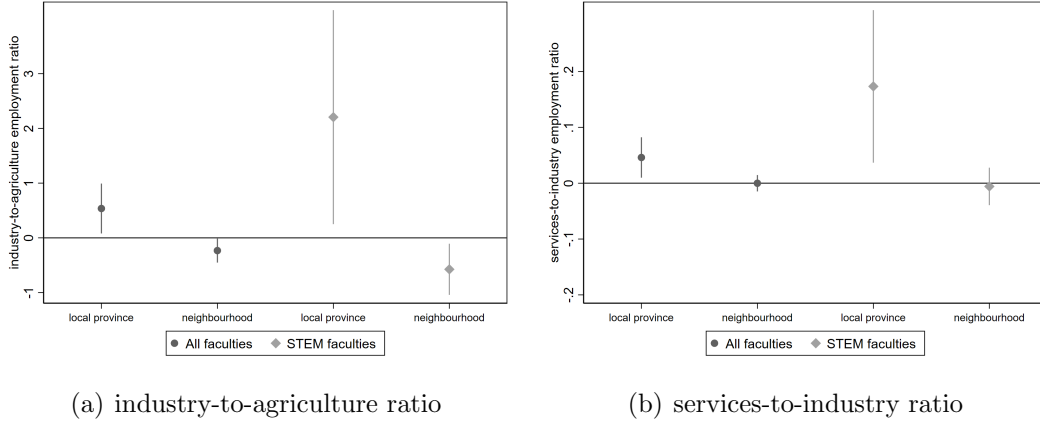 industry-to-agriculture employment ratio
3
2
1
0
-1
local province neighbourhood local province neighbourhood
All faculties STEM faculties
(a) industry-to-agriculture ratio
services-to-industry employment ratio
.2
.1
0
-.1
-.2
local province neighbourhood local province neighbourhood
All faculties STEM faculties
(b) services-to-industry ratio